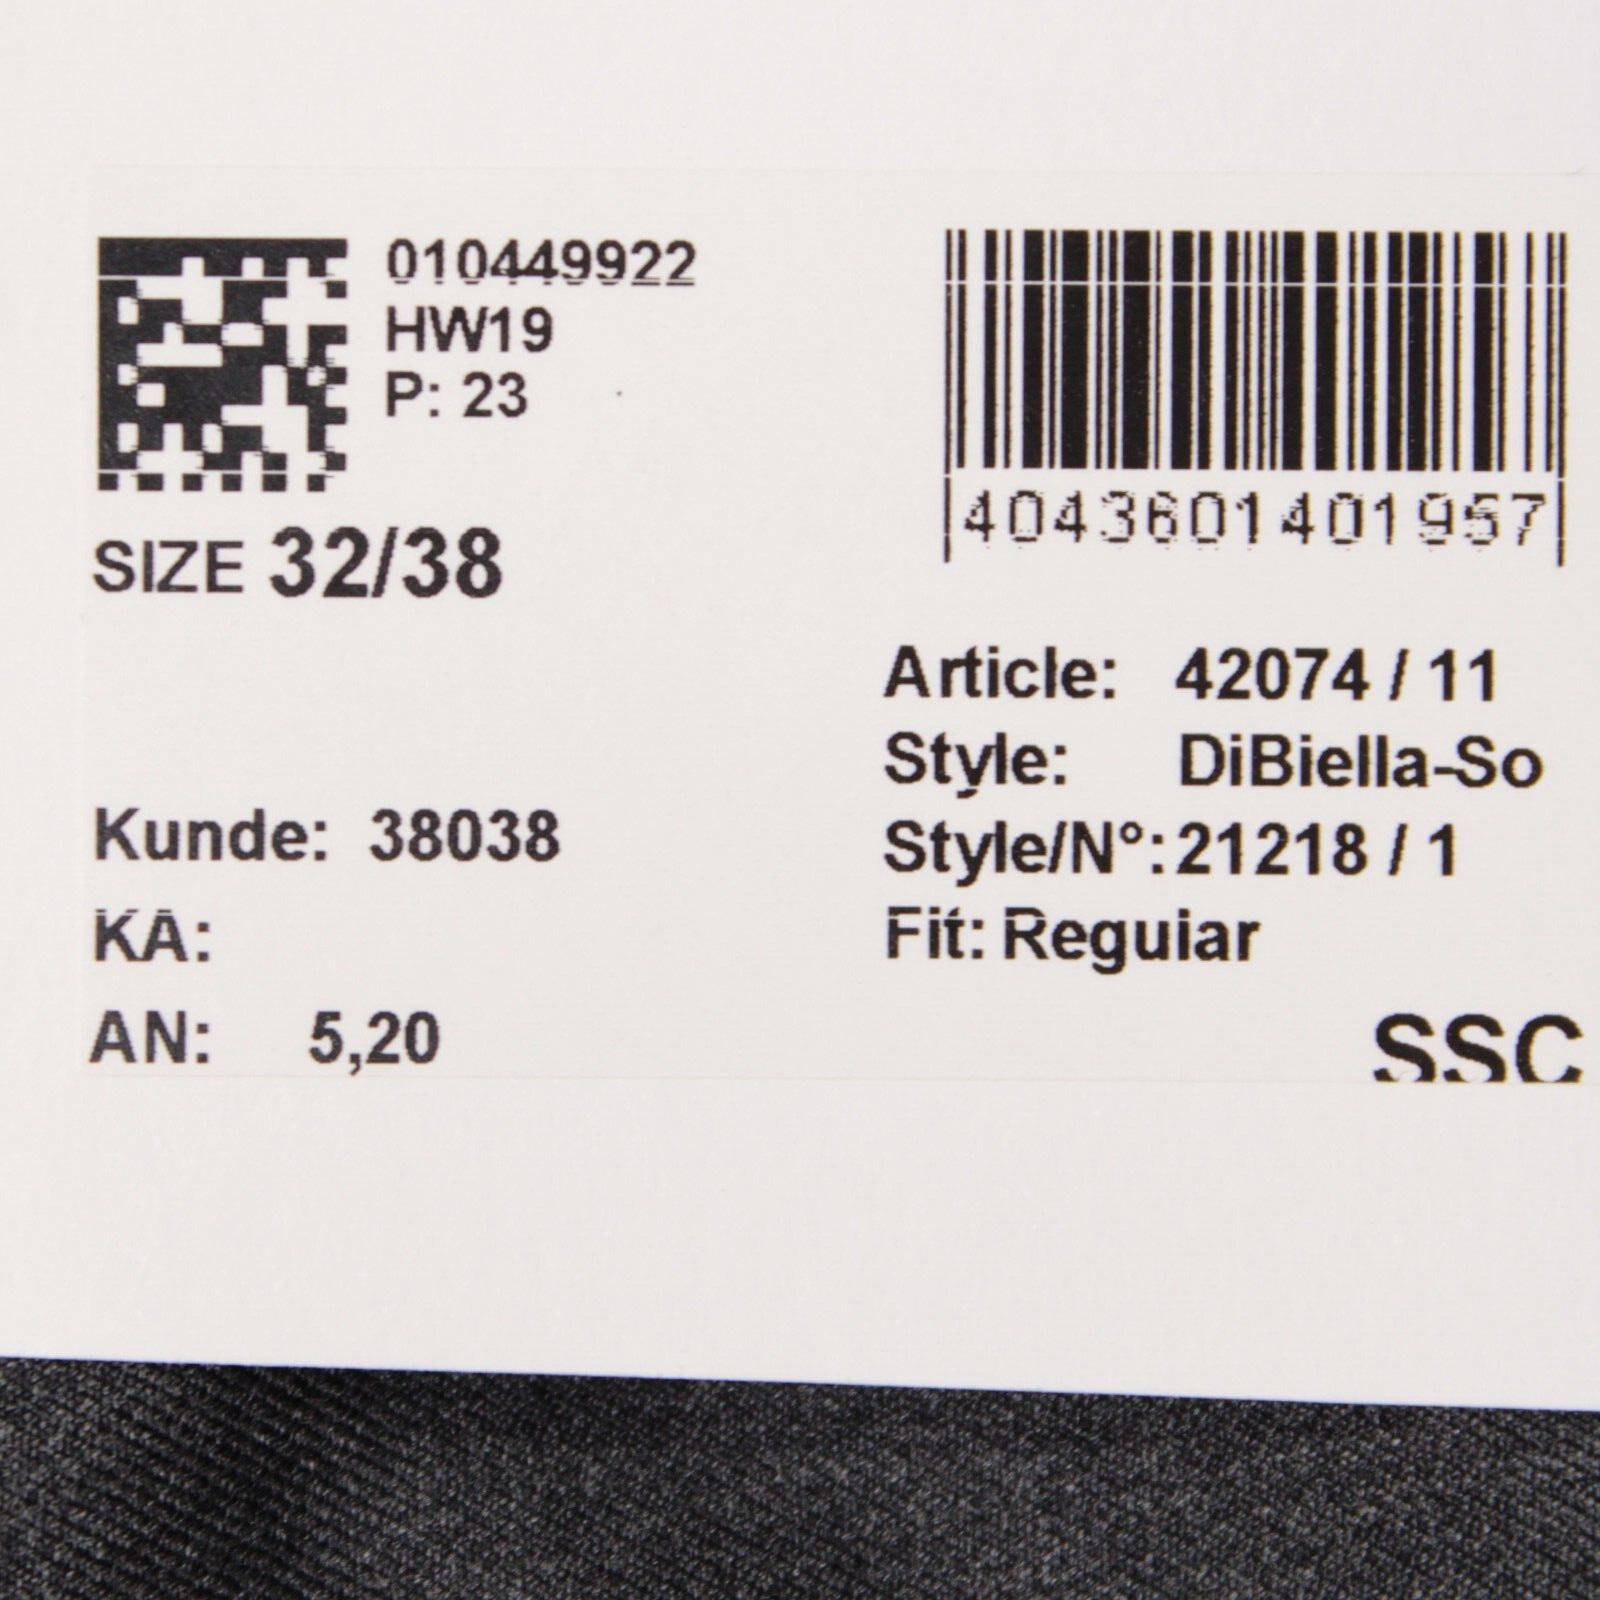 010449922
HW19
P: 23
SIZE 32/38
4043601401957
Article: 42074 / 11
Style: DiBiella-So
Style/N°: 21218 / 1
Fit: Regular
Kunde: 38038
KA:
AN: 5,20
SSC